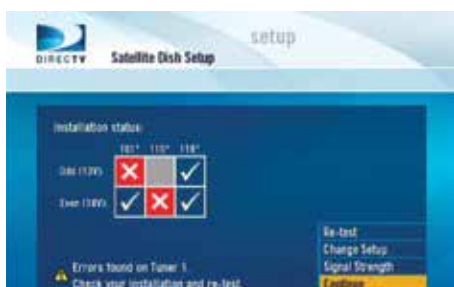 setup
DIRECTV
Satellite Dish Setup
Installation status:
101° 110° 119°
Odd (13V)
Even (18V)
Re-test
Change Setup
Signal Strength
Continue
Errors found on Tuner 1.
Check your installation and re-test.